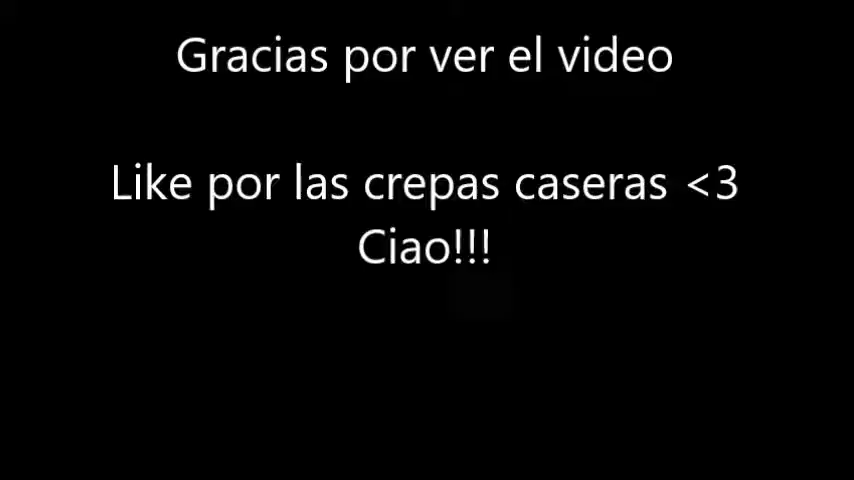 Gracias por ver el video
Like por las crepas caseras <3
Ciao!!!